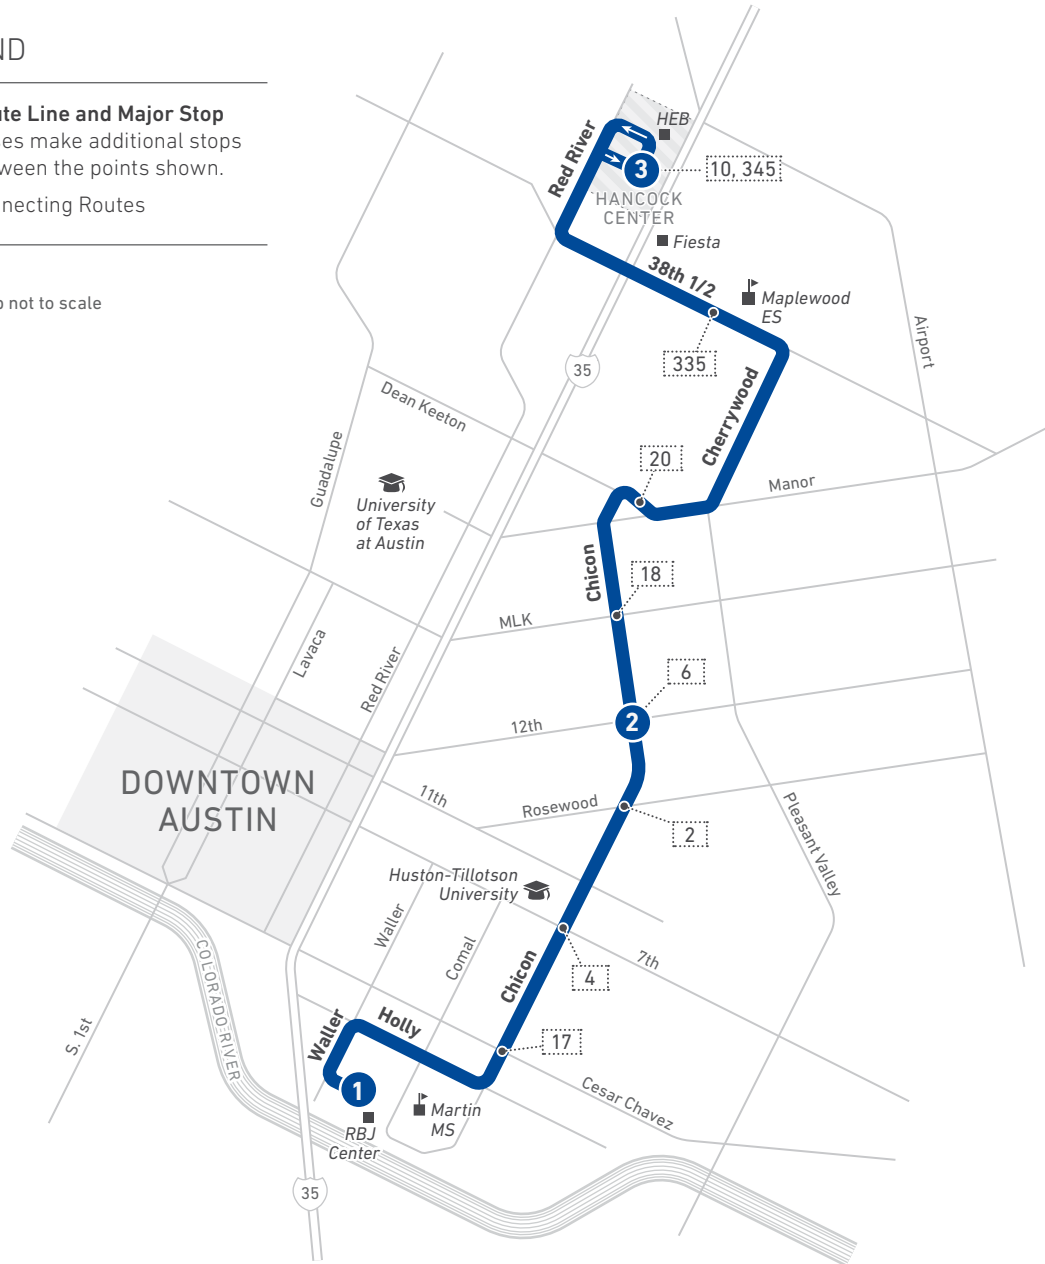 ND
ute Line and Major Stop
ses make additional stops
ween the points shown.
nnecting Routes
p not to scale
HEB
Red River
3
10, 345
HANCOCK
CENTER
Fiesta
38th 1/2
Maplewood
ES
Airport
335
35
Dean Keeton
Cherrywood
Guadalupe
20
Manor
University
of Texas
at Austin
Chicon
18
MLK
Lavaca
Red River
6
12th
2
DOWNTOWN
AUSTIN
11th
Rosewood
2
Pleasant Valley
Huston-Tillotson
University
Waller
Comal
7th
4
Chicon
COLORADO RIVER
S. 1st
Waller
Holly
17
1
Cesar Chavez
Martin
MS
RBJ
Center
35